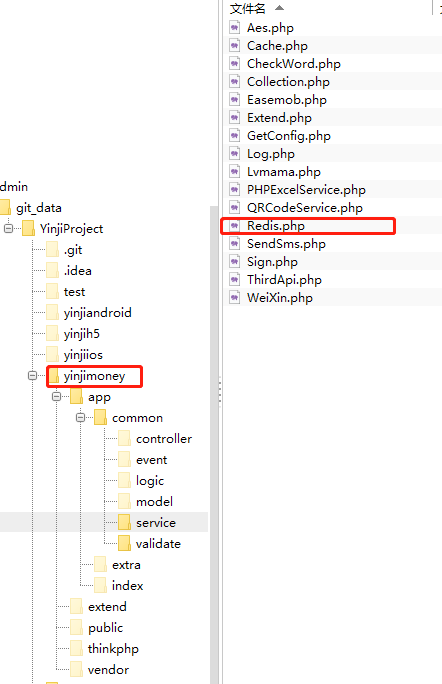 dmin
git_data
YinjiProject
.git
.idea
test
yinjiandroid
yinjih5
yinjiios
yinjimoney
app
common
controller
event
logic
model
service
validate
extra
index
extend
public
thinkphp
vendor
文件名
Aes.php
Cache.php
CheckWord.php
Collection.php
Easemob.php
Extend.php
GetConfig.php
Log.php
Lvmama.php
PHPExcelService.php
QRCodeService.php
Redis.php
SendSms.php
Sign.php
ThirdApi.php
WeiXin.php